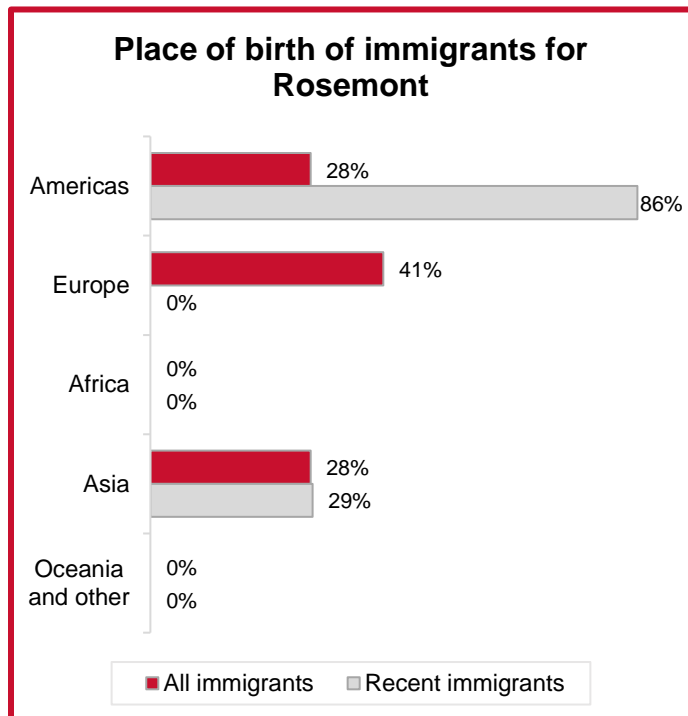 Place of birth of immigrants for
Rosemont
Americas
28%
86%
Europe
41%
0%
Africa
0%
0%
Asia
28%
29%
Oceania
and other
0%
0%
All immigrants
Recent immigrants